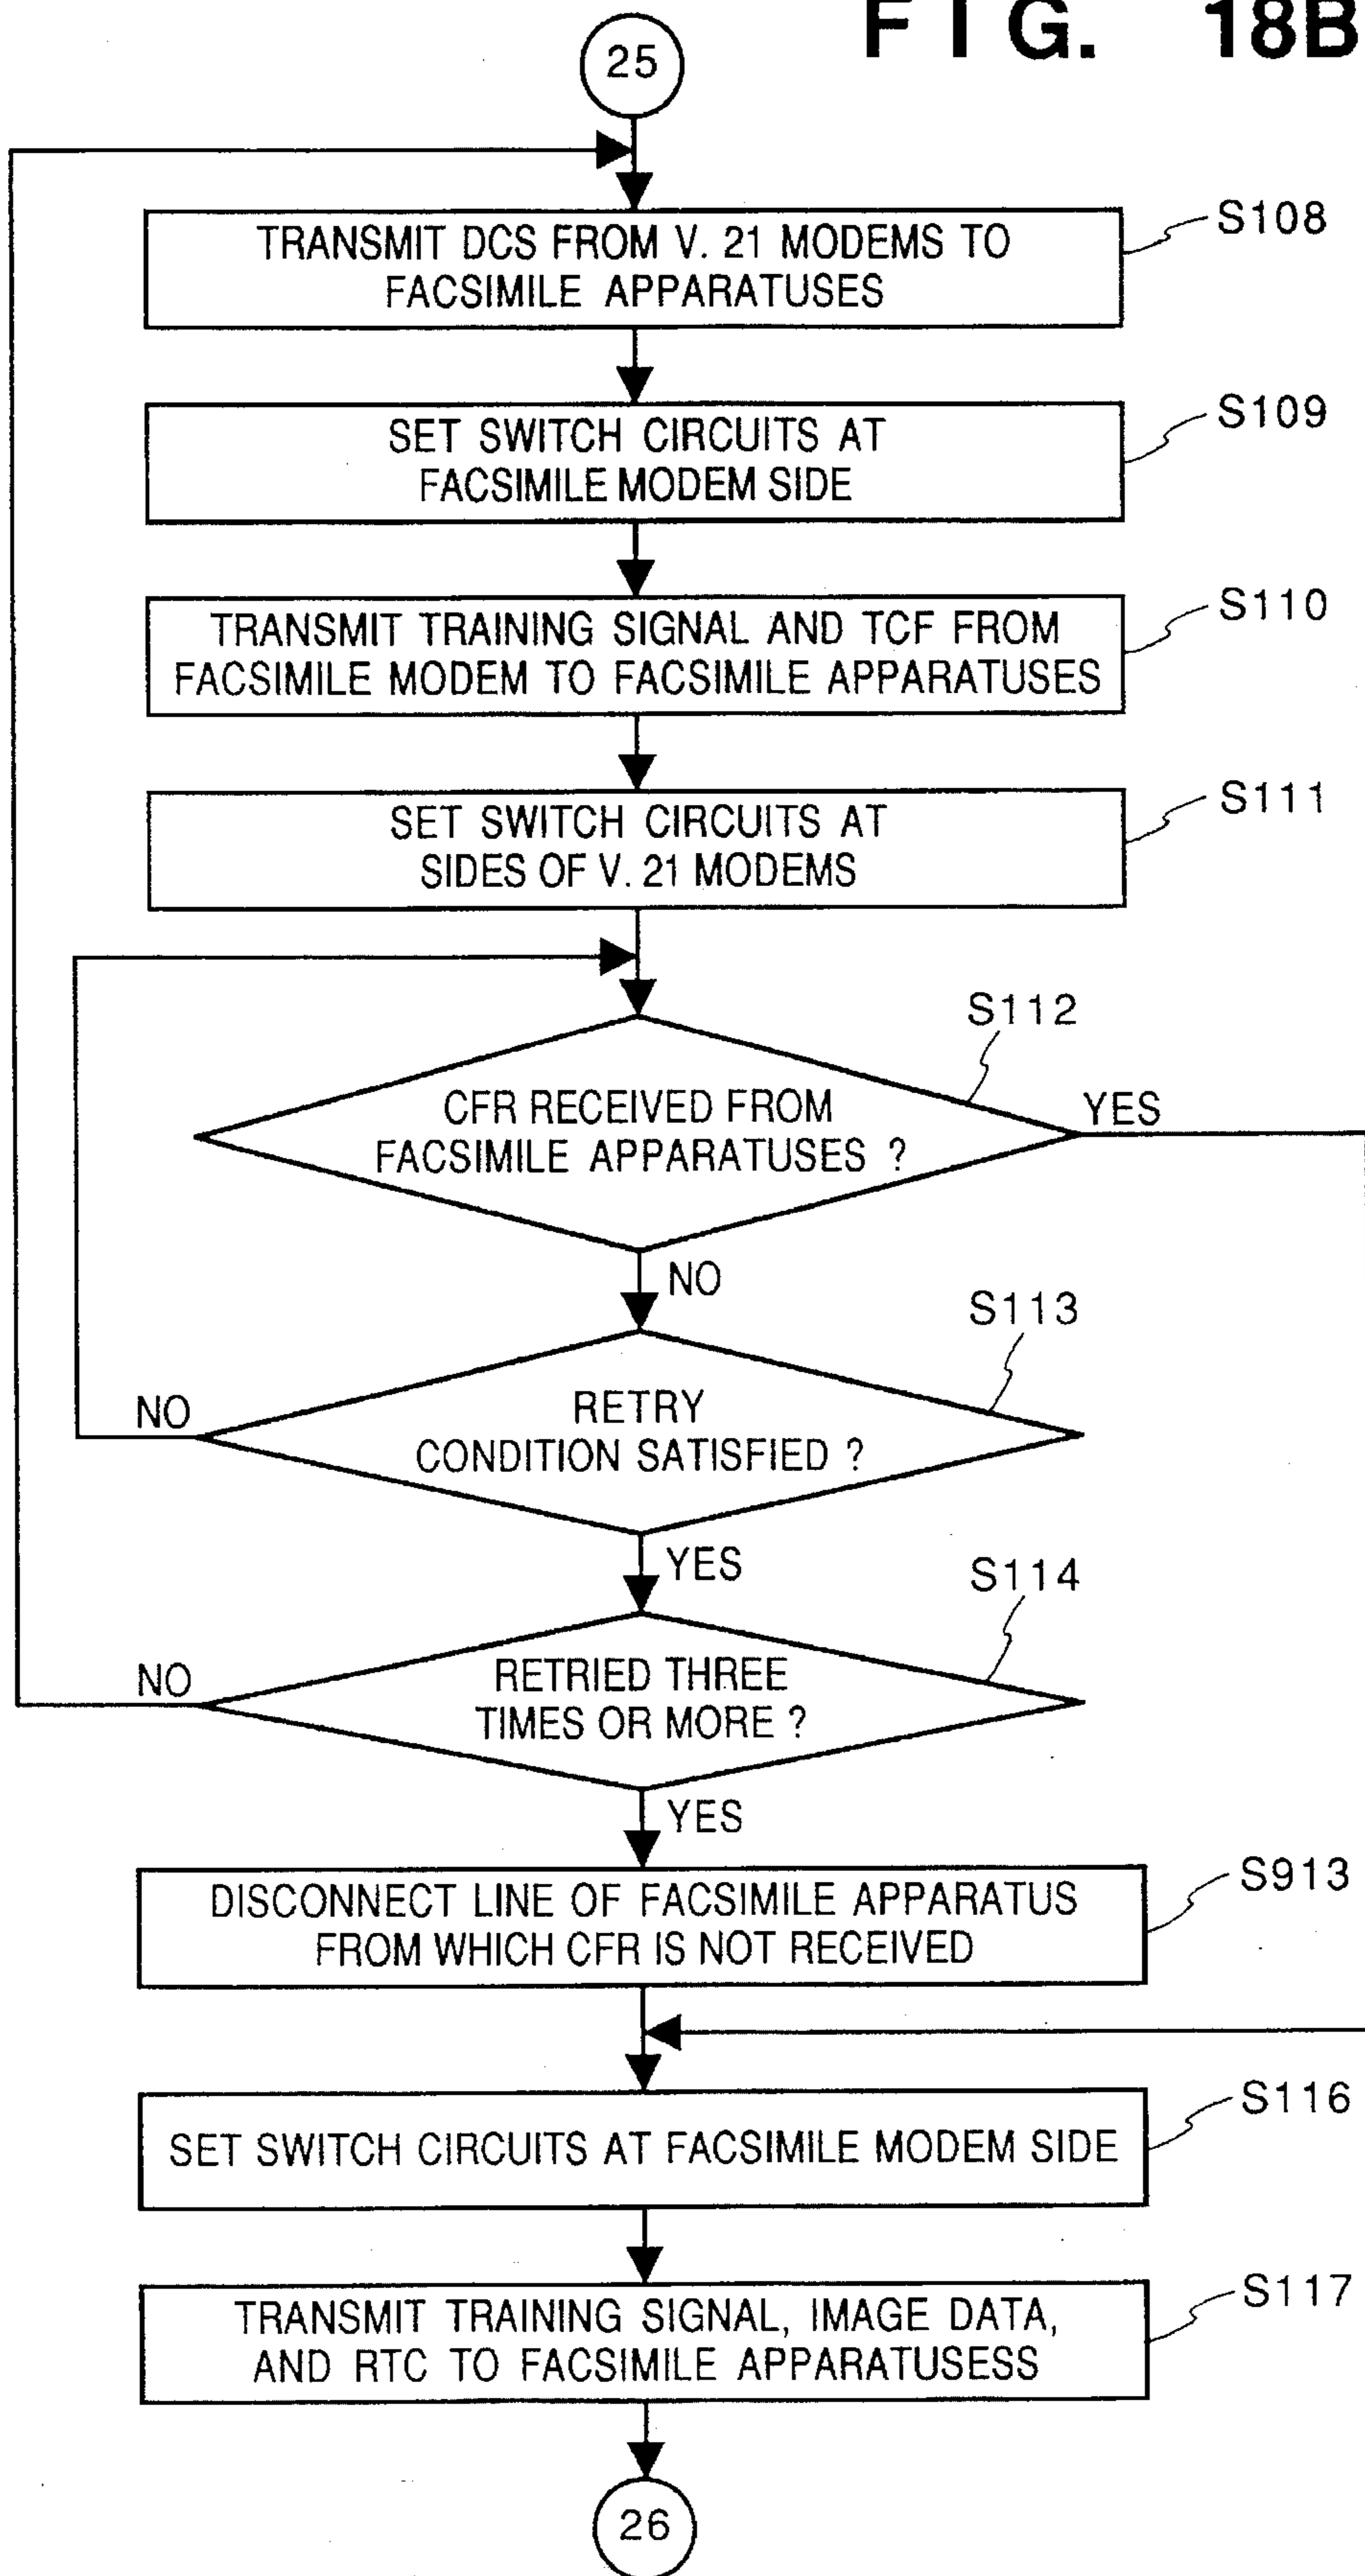 FIG. 18B
25
TRANSMIT DCS FROM V. 21 MODEMS TO
FACSIMILE APPARATUSES
S108
SET SWITCH CIRCUITS AT
FACSIMILE MODEM SIDE
S109
TRANSMIT TRAINING SIGNAL AND TCF FROM
FACSIMILE MODEM TO FACSIMILE APPARATUSES
S110
SET SWITCH CIRCUITS AT
SIDES OF V. 21 MODEMS
S111
S112
CFR RECEIVED FROM
FACSIMILE APPARATUSES ?
YES
NO
S113
RETRY
CONDITION SATISFIED ?
NO
YES
S114
RETRIED THREE
TIMES OR MORE ?
NO
YES
DISCONNECT LINE OF FACSIMILE APPARATUS
FROM WHICH CFR IS NOT RECEIVED
S913
SET SWITCH CIRCUITS AT FACSIMILE MODEM SIDE
S116
TRANSMIT TRAINING SIGNAL, IMAGE DATA,
AND RTC TO FACSIMILE APPARATUSESS
S117
26